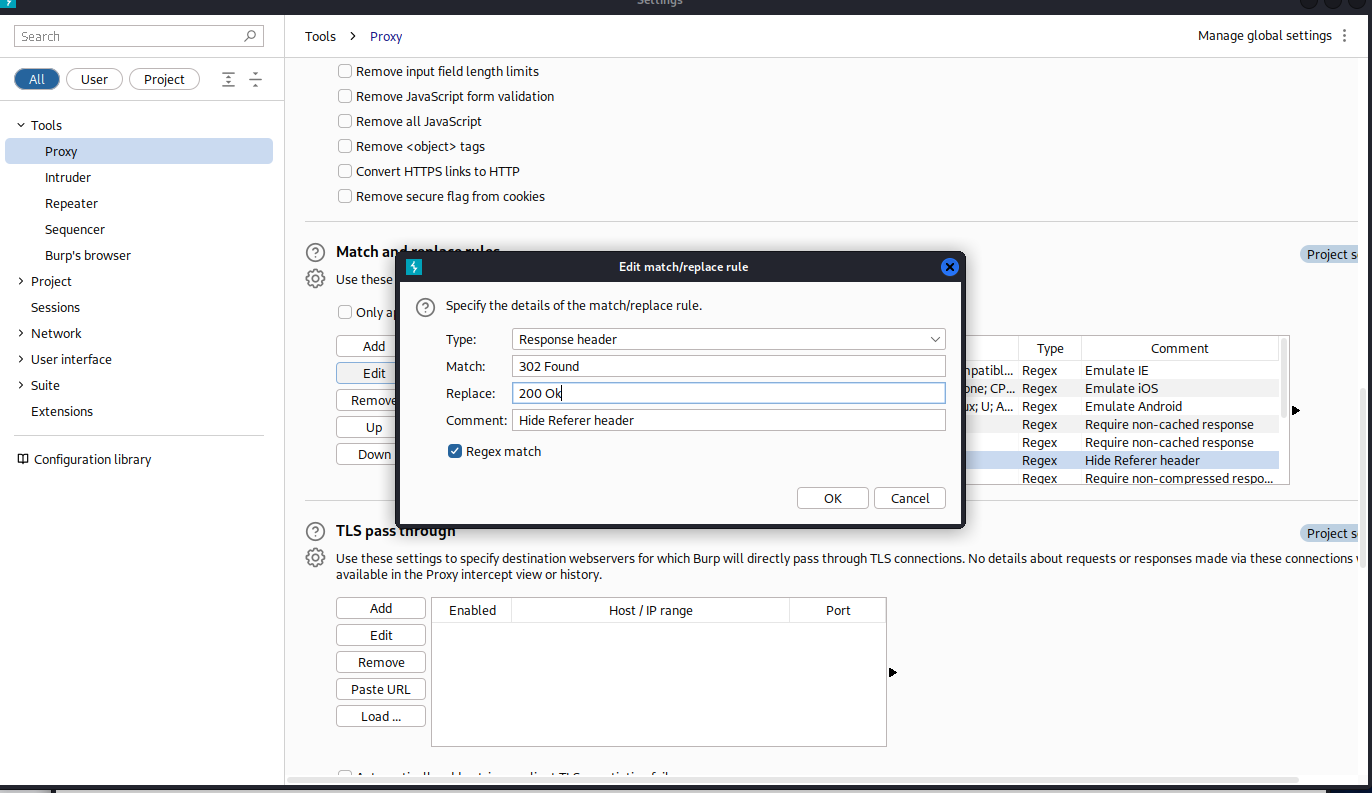 Settings
Search
All User Project
Tools
Proxy
Intruder
Repeater
Sequencer
Burp's browser
Project
Sessions
Network
User interface
Suite
Extensions
Configuration library
Tools > Proxy
Manage global settings
Remove input field length limits
Remove JavaScript form validation
Remove all JavaScript
Remove <object> tags
Convert HTTPS links to HTTP
Remove secure flag from cookies
Match and replace rules
Project s
Use these
Only a
Add
Edit
Remove
Up
Down
Type Comment
mpatibl... Regex Emulate IE
one; CP... Regex Emulate iOS
ux; U; A... Regex Emulate Android
Regex Require non-cached response
Regex Require non-cached response
Regex Hide Referer header
Regex Require non-compressed respo...
Edit match/replace rule
Specify the details of the match/replace rule.
Type: Response header
Match: 302 Found
Replace: 200 Ok
Comment: Hide Referer header
Regex match
OK Cancel
TLS pass through
Project s
Use these settings to specify destination webservers for which Burp will directly pass through TLS connections. No details about requests or responses made via these connections
available in the Proxy intercept view or history.
Add
Edit
Remove
Paste URL
Load ...
Enabled Host / IP range Port